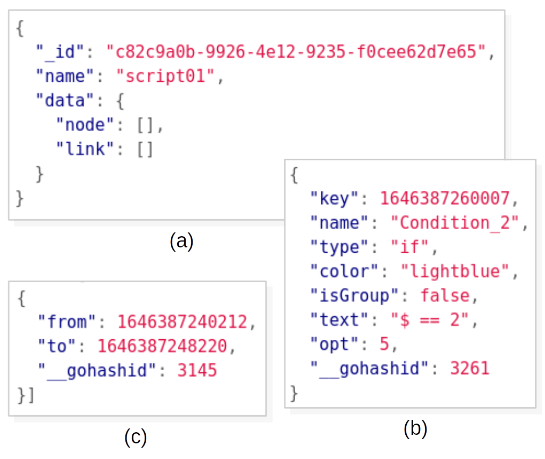 {
"_id": "c82c9a0b-9926-4e12-9235-f0cee62d7e65",
"name": "script01",
"data": {
"node": [],
"link": []
}
}
(a)
{
"key": 1646387260007,
"name": "Condition_2",
"type": "if",
"color": "lightblue",
"isGroup": false,
"text": "$ == 2",
"opt": 5,
"__gohashid": 3261
}
(b)
{
"from": 1646387240212,
"to": 1646387248220,
"__gohashid": 3145
}]
(c)